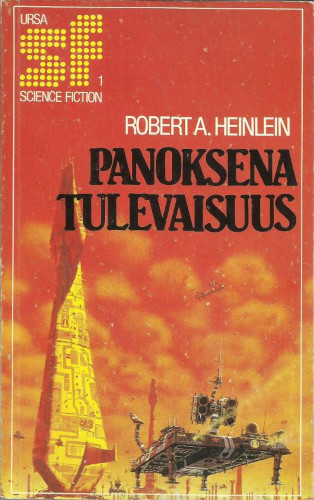 URSA
sf
1
SCIENCE FICTION
ROBERT A. HEINLEIN
PANOKSENA
TULEVAISUUS